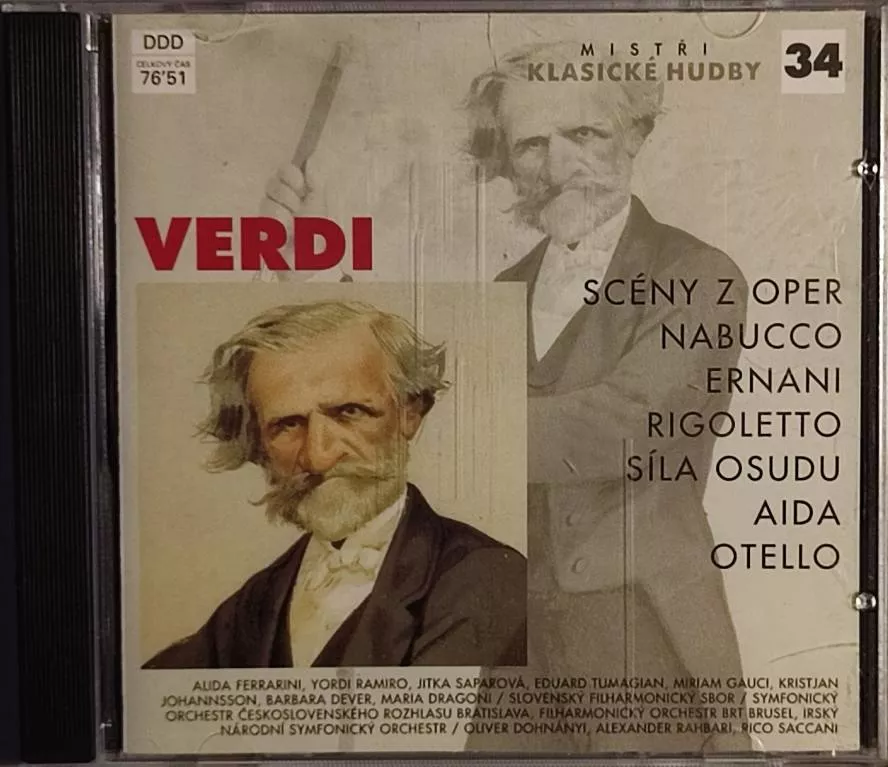 DDD
CELKOVÝ ČAS
76'51
MISTŘI
KLASICKÉ HUDBY
34
VERDI
SCÉNY Z OPER
NABUCCO
ERNANI
RIGOLETTO
SÍLA OSUDU
AIDA
OTELLO
ALIDA FERRARINI, YORDI RAMIRO, JITKA SAPAROVÁ, EDUARD TUMAGIAN, MIRIAM GAUCI, KRISTJAN
JOHANNSSON, BARBARA DEVER, MARIA DRAGONI / SLOVENSKÝ FILHARMONICKÝ SBOR / SYMFONICKÝ
ORCHESTR ČESKOSLOVENSKÉHO ROZHLASU BRATISLAVA, FILHARMONICKÝ ORCHESTR BRT BRUSEL, IRSKÝ
NÁRODNÍ SYMFONICKÝ ORCHESTR / OLIVER DOHNÁNYI, ALEXANDER RAHBARI, RICO SACCANI